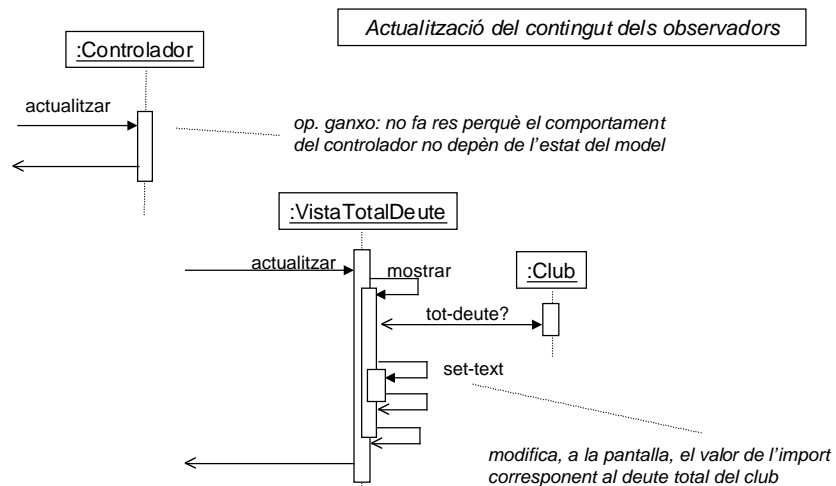 Actualització del contingut dels observadors
:Controlador
actualitzar
op. ganxo: no fa res perquè el comportament
del controlador no depèn de l'estat del model
:VistaTotalDeute
actualitzar
mostrar
:Club
tot-deute?
set-text
modifica, a la pantalla, el valor de l'import
corresponent al deute total del club